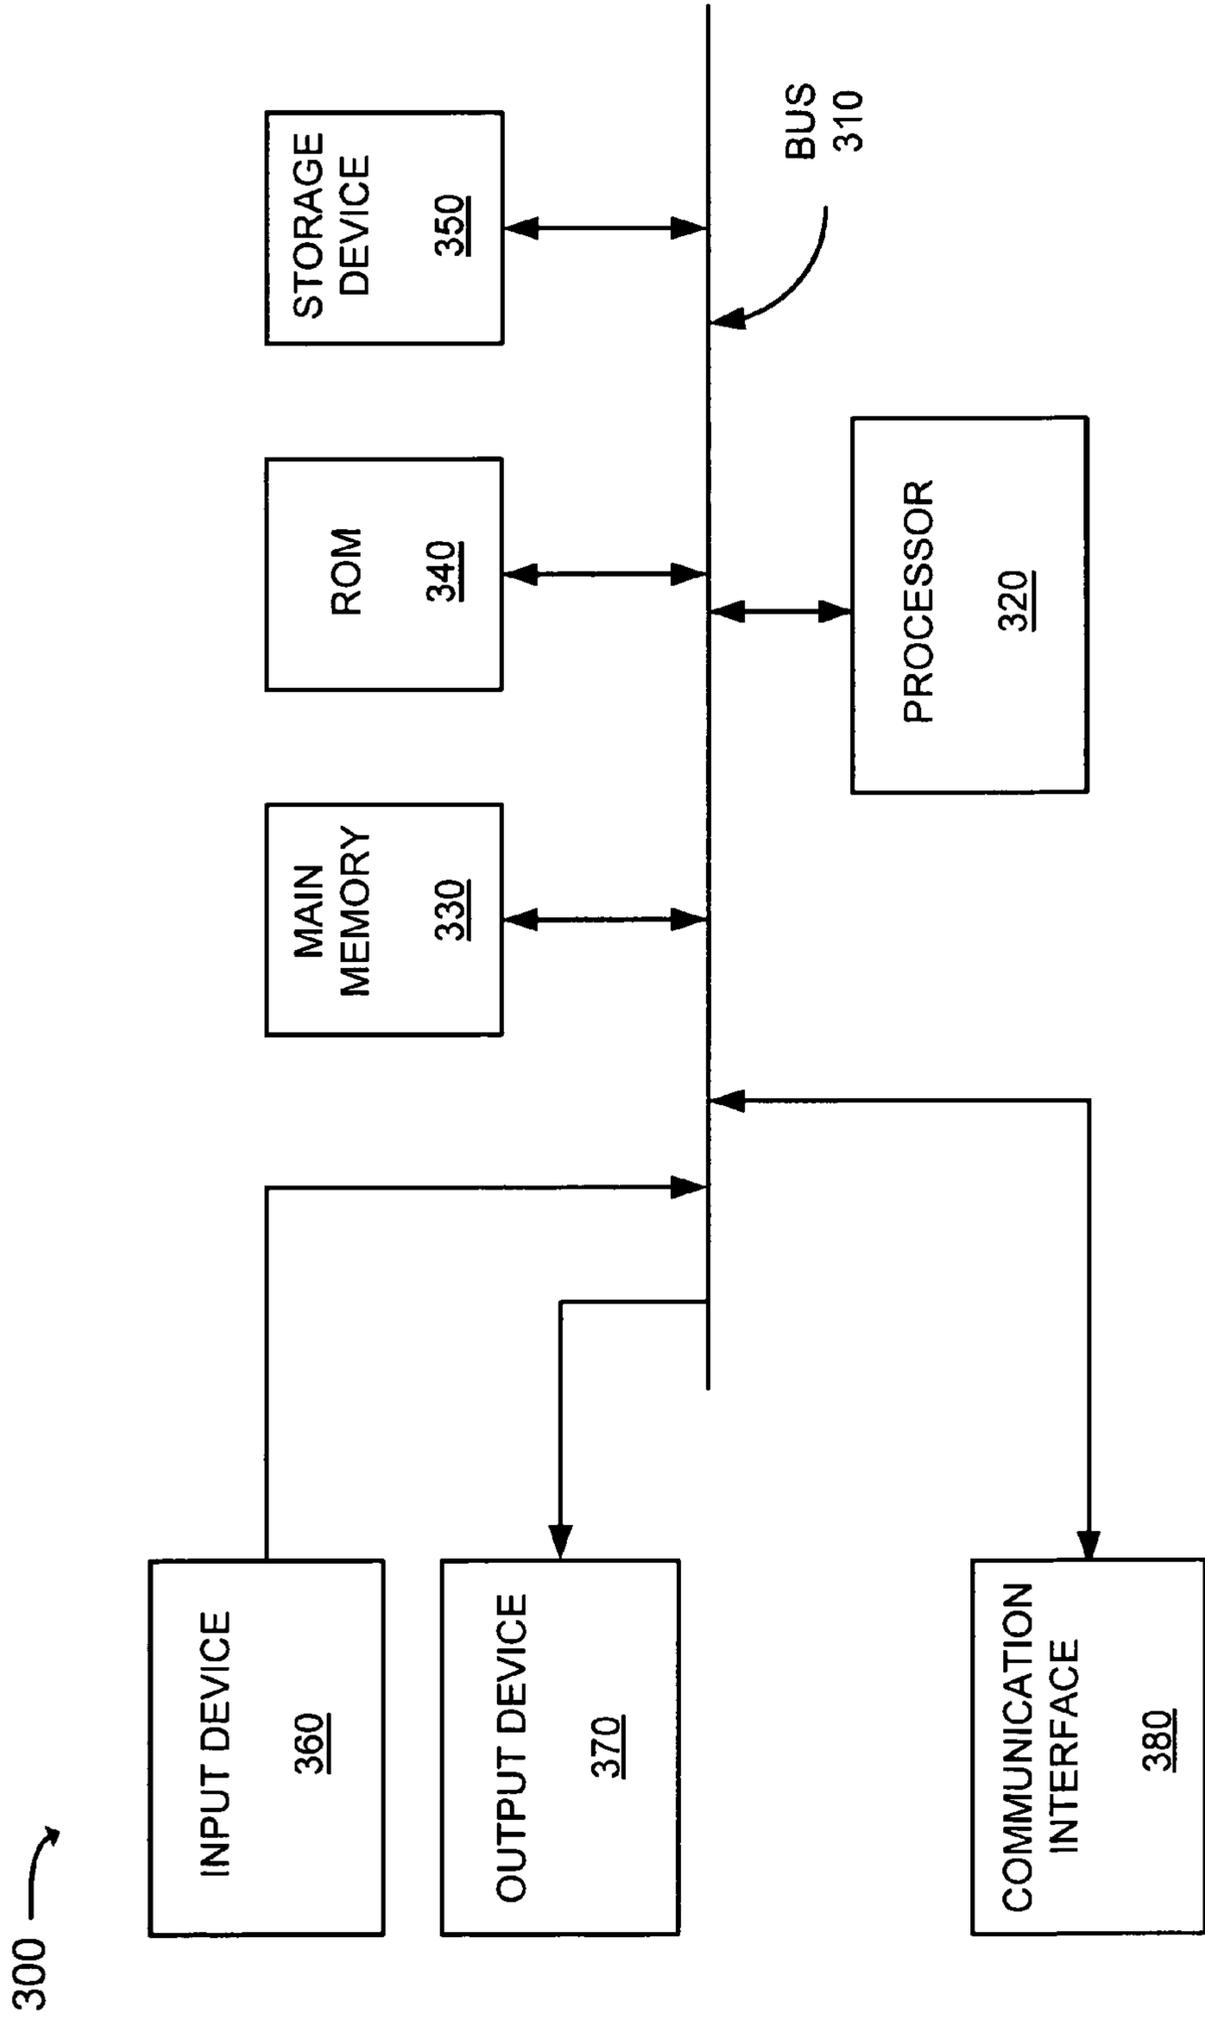 300
INPUT DEVICE
360
OUTPUT DEVICE
370
COMMUNICATION
INTERFACE
380
MAIN
MEMORY
330
ROM
340
STORAGE
DEVICE
350
PROCESSOR
320
BUS
310